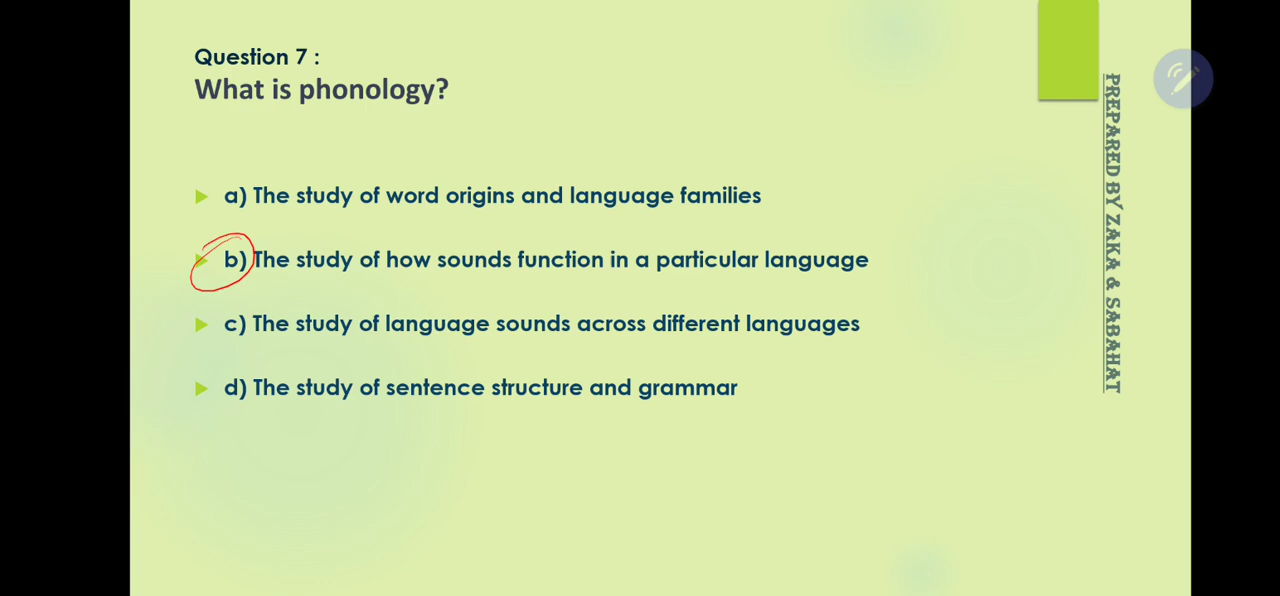 Question 7 :
What is phonology?
a) The study of word origins and language families
b) The study of how sounds function in a particular language
c) The study of language sounds across different languages
d) The study of sentence structure and grammar
PREPARED BY ZAKA & SABAHAT